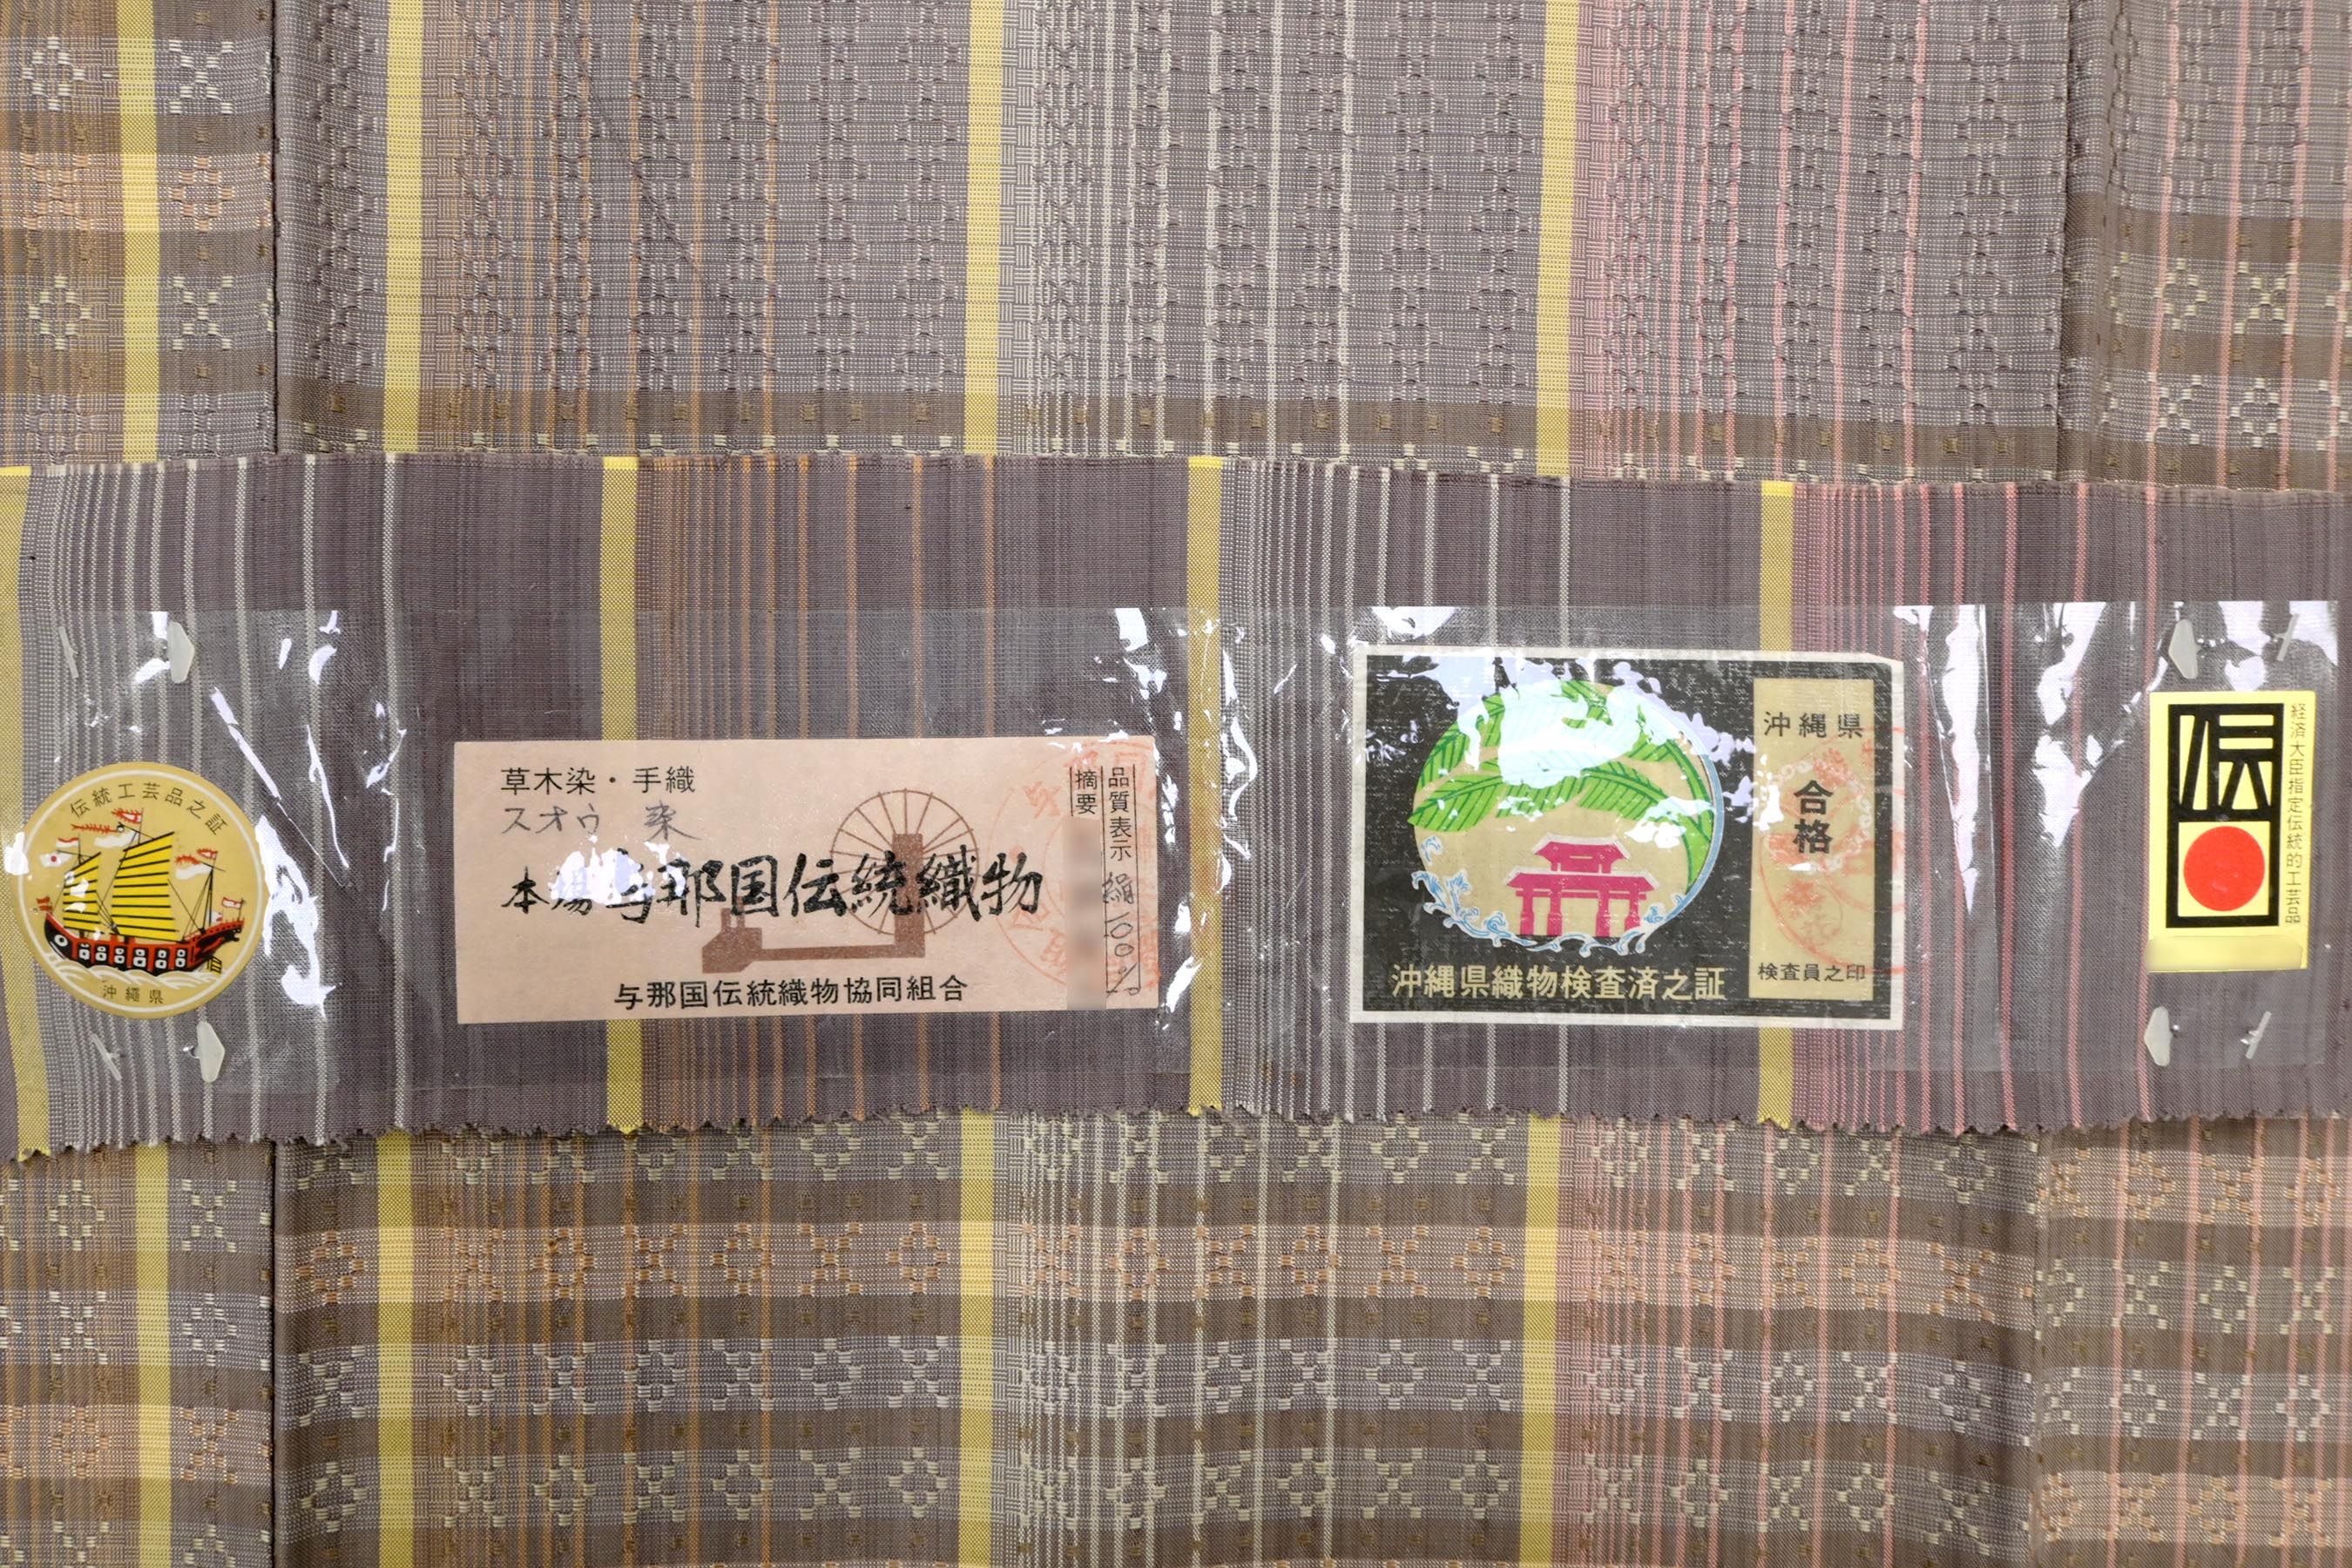 伝統工芸品之証
沖縄県
草木染・手織
スオウ 染
本場与那国伝統織物
与那国伝統織物協同組合
品質表示 絹100%
摘要
沖縄県
合格
検査員之印
沖縄県織物検査済之証
伝
経済大臣指定伝統的工芸品